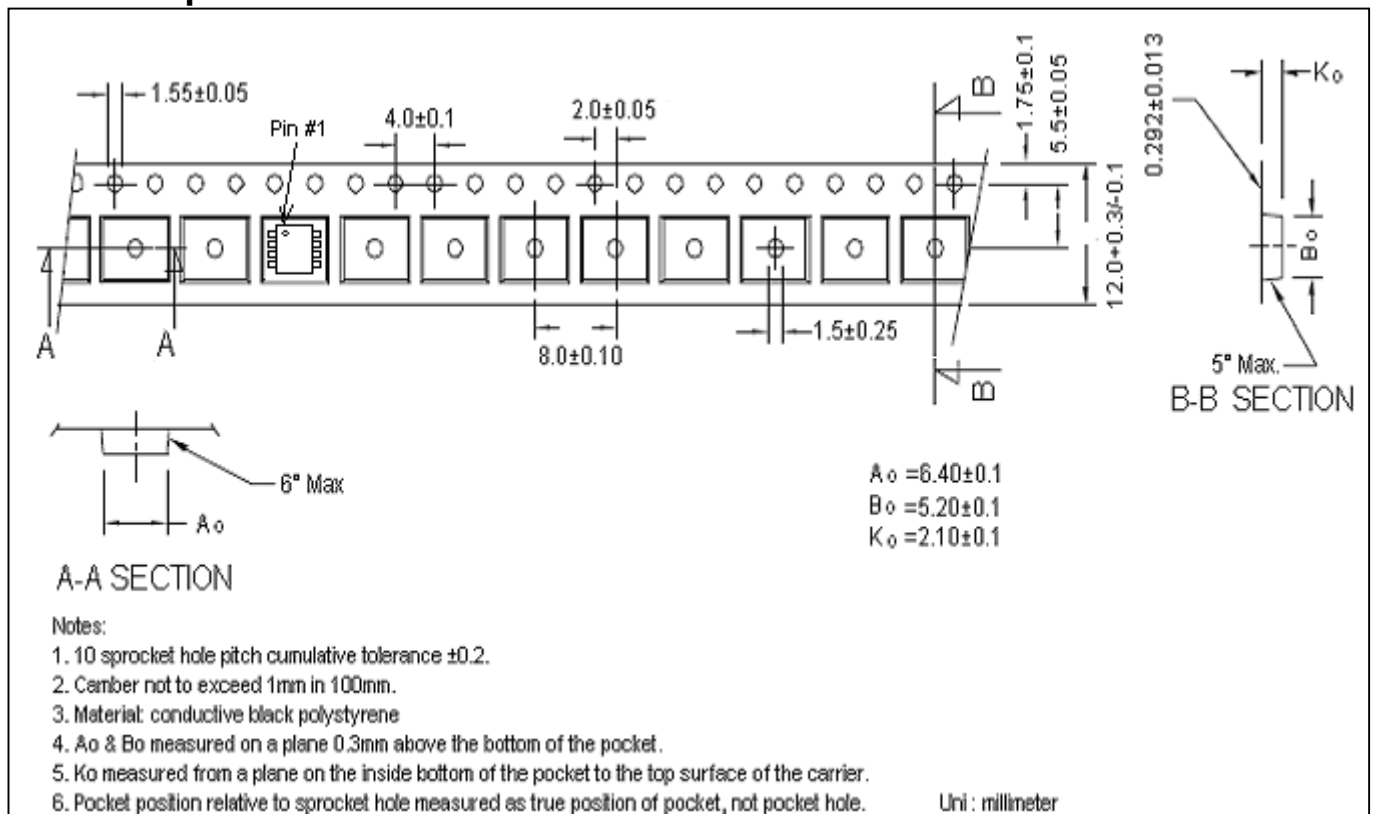 1.55±0.05
Pin #1
4.0±0.1
2.0±0.05
B
1.75±0.1
5.5±0.05
12.0+0.3/-0.1
0.292±0.013
Ko
Bo
5° Max.
B-B SECTION
A
A
8.0±0.10
1.5±0.25
B
6° Max
Ao
A-A SECTION
Ao =6.40±0.1
Bo =5.20±0.1
Ko =2.10±0.1
Notes:
1. 10 sprocket hole pitch cumulative tolerance ±0.2.
2. Camber not to exceed 1mm in 100mm.
3. Material: conductive black polystyrene
4. Ao & Bo measured on a plane 0.3mm above the bottom of the pocket.
5. Ko measured from a plane on the inside bottom of the pocket to the top surface of the carrier.
6. Pocket position relative to sprocket hole measured as true position of pocket, not pocket hole.
Uni : millimeter